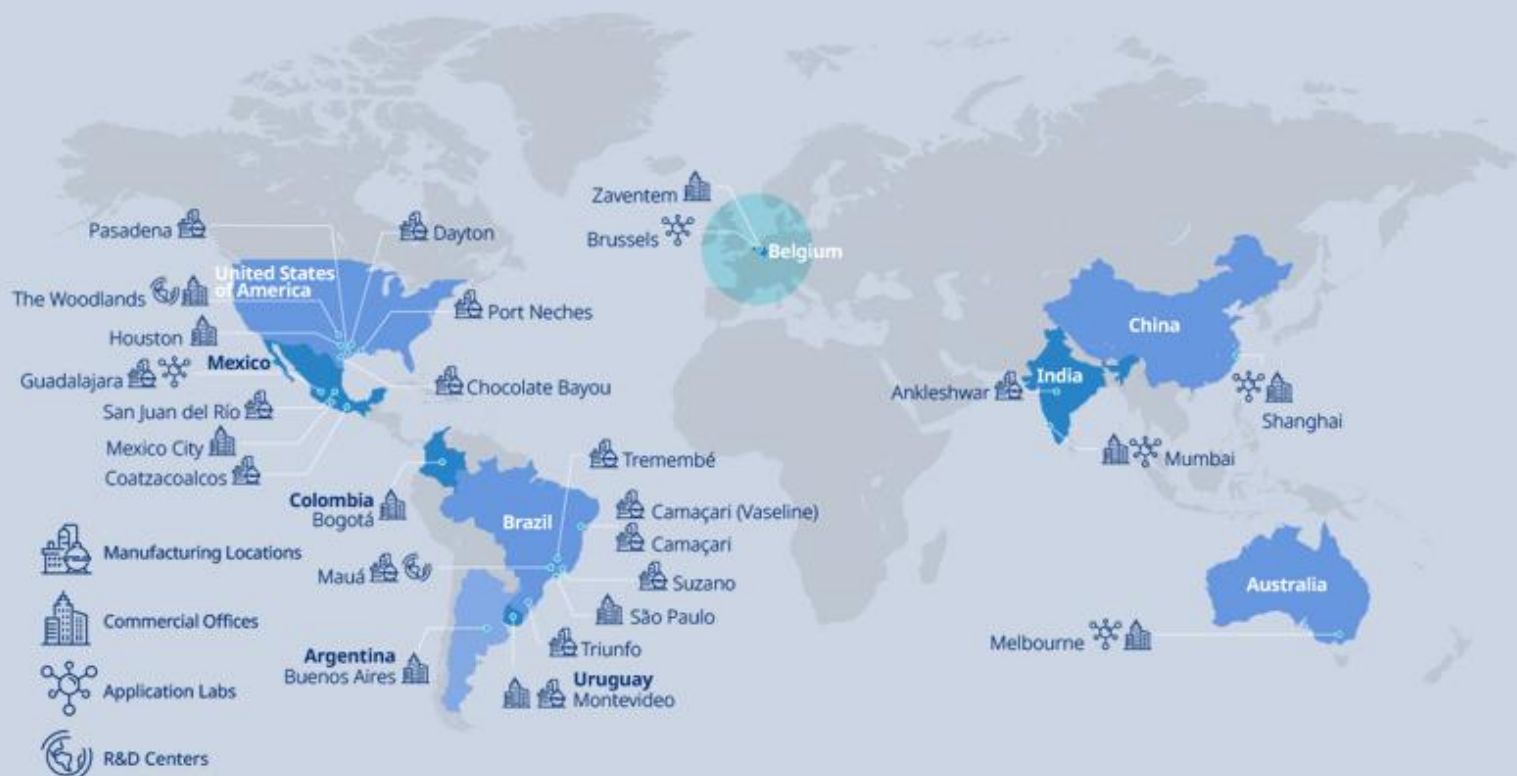 Zaventem
Brussels
Belgium
Pasadena
Dayton
United States
of America
The Woodlands
Port Neches
Houston
Mexico
Guadalajara
Chocolate Bayou
San Juan del Río
Mexico City
Coatzacoalcos
China
India
Ankleshwar
Shanghai
Mumbai
Tremembé
Colombia
Bogotá
Brazil
Camaçari (Vaseline)
Camaçari
Mauá
Suzano
São Paulo
Triunfo
Argentina
Buenos Aires
Uruguay
Montevideo
Australia
Melbourne
Manufacturing Locations
Commercial Offices
Application Labs
R&D Centers